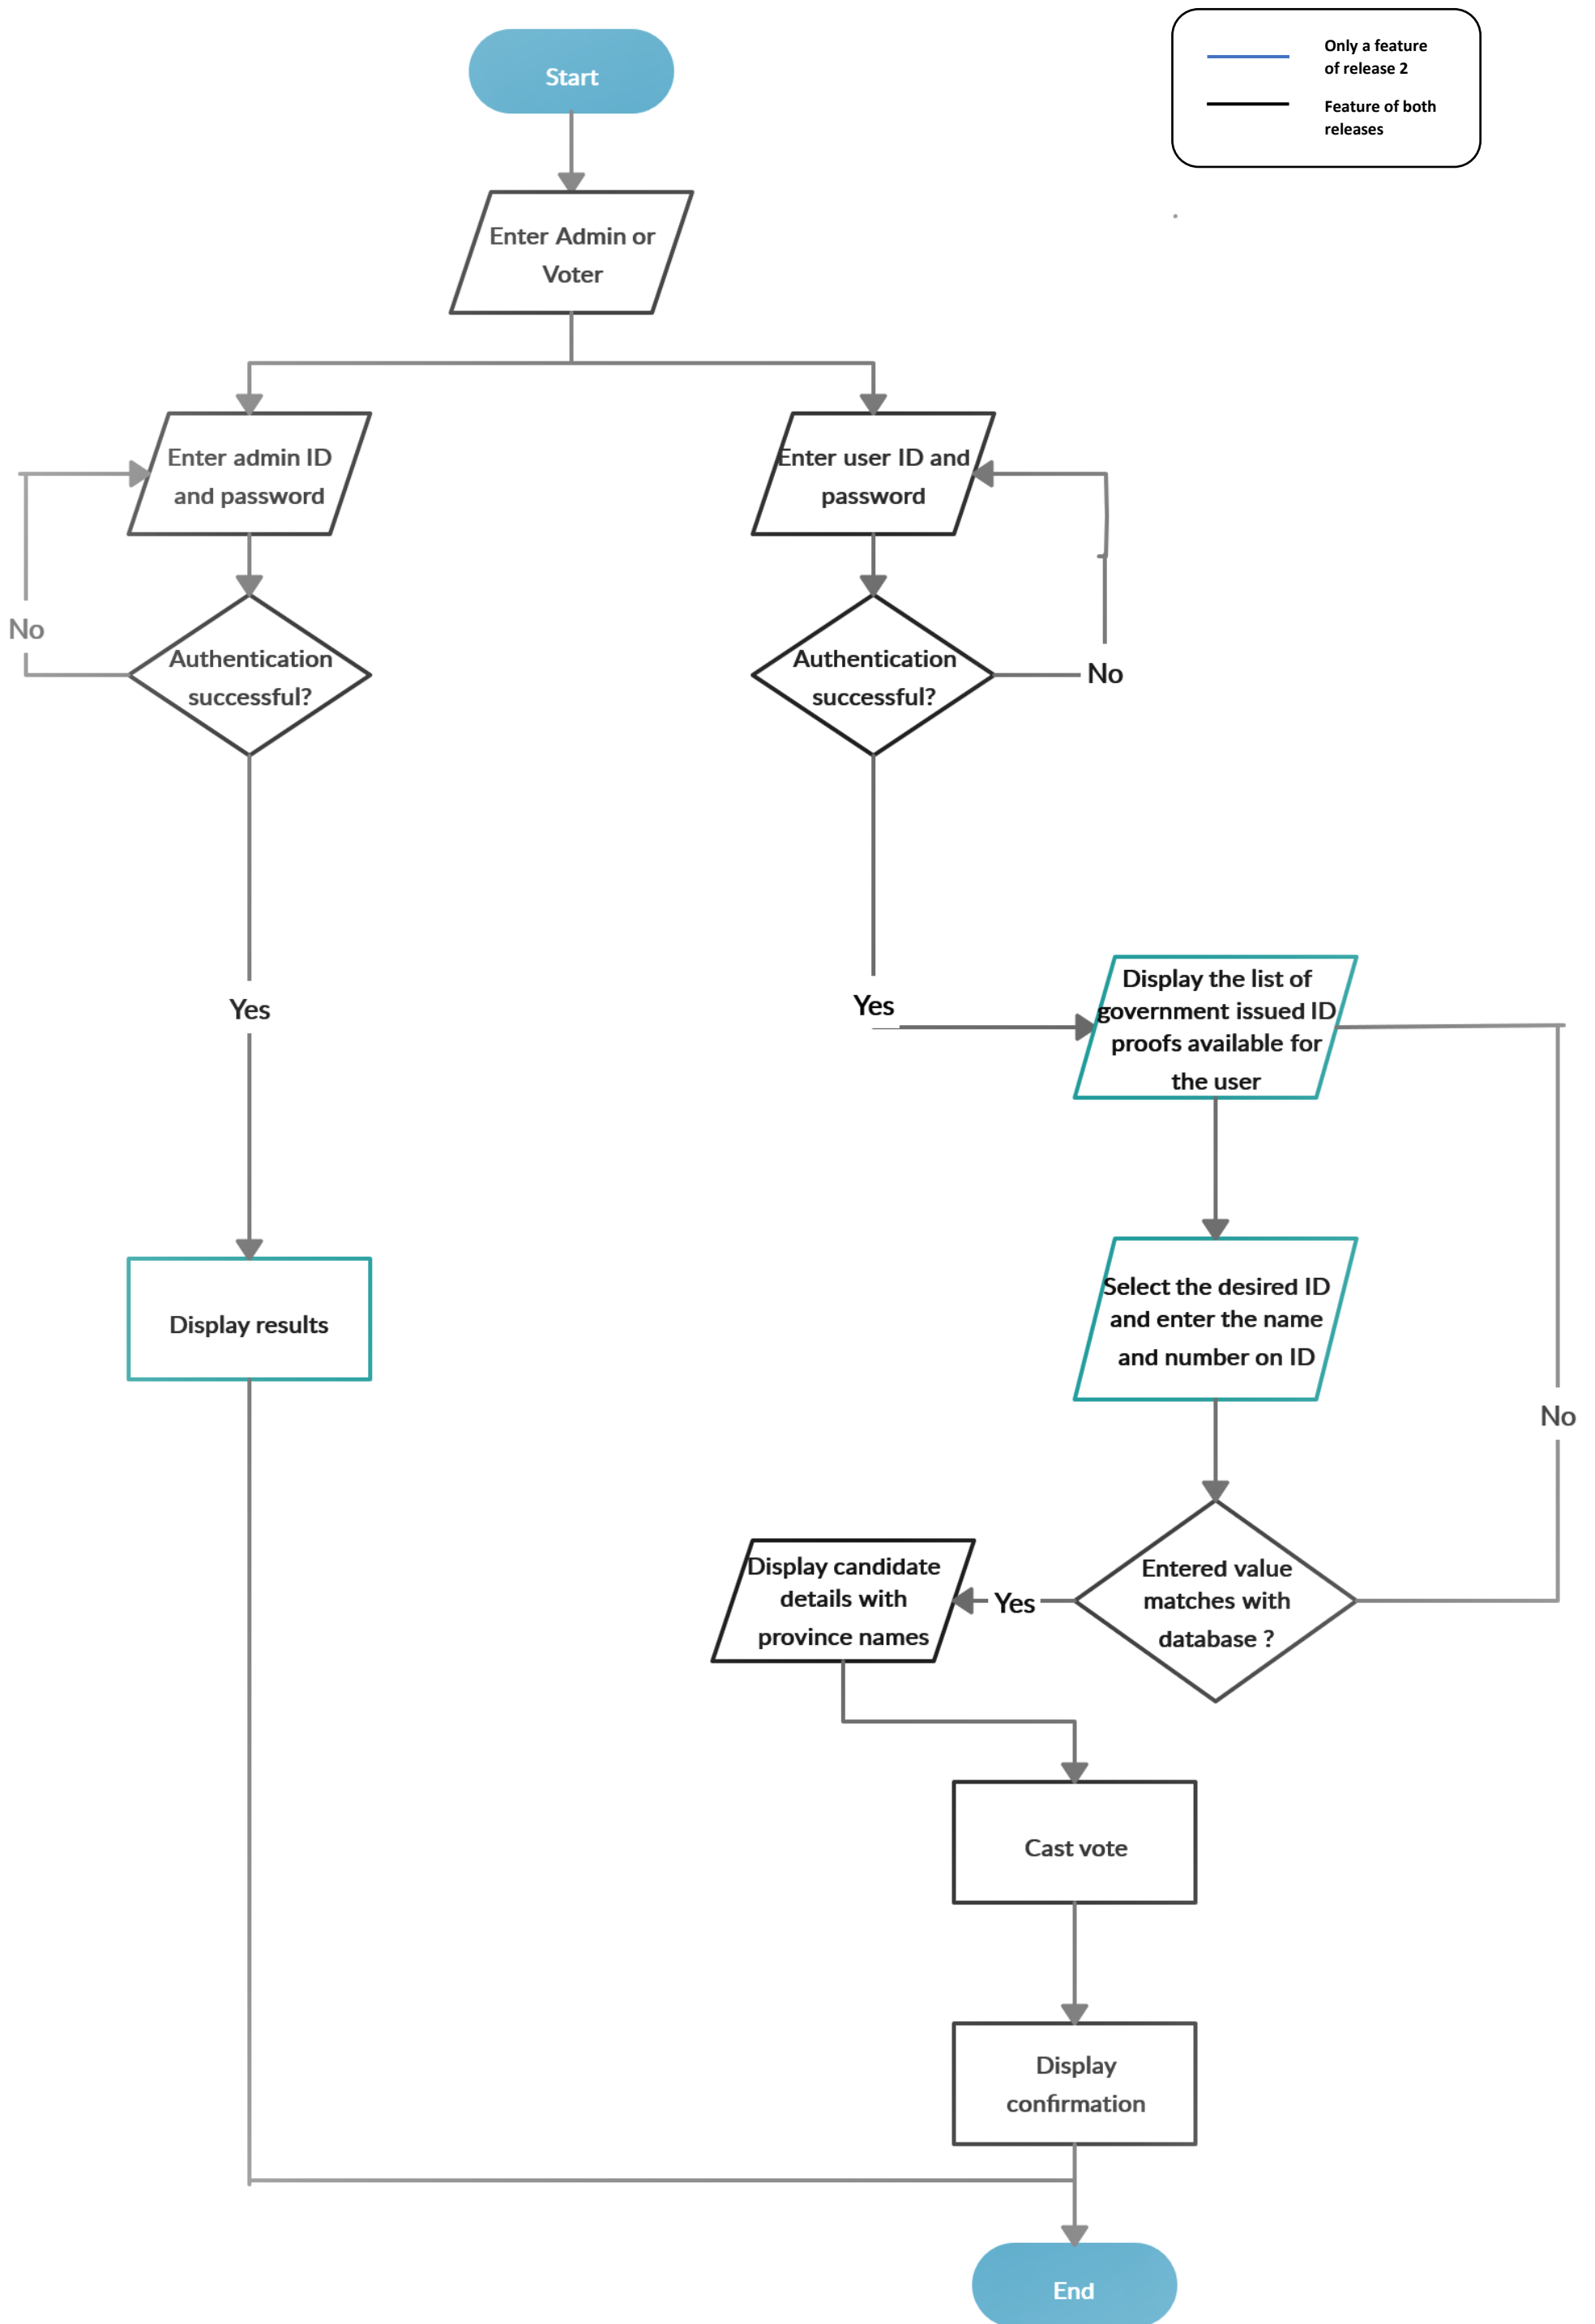 Start
Only a feature
of release 2
Feature of both
releases
Enter Admin or
Voter
Enter admin ID
and password
Enter user ID and
password
No
Authentication
successful?
Authentication
successful?
No
Yes
Yes
Display the list of
government issued ID
proofs available for
the user
Display results
Select the desired ID
and enter the name
and number on ID
No
Display candidate
details with
province names
Yes
Entered value
matches with
database ?
Cast vote
Display
confirmation
End